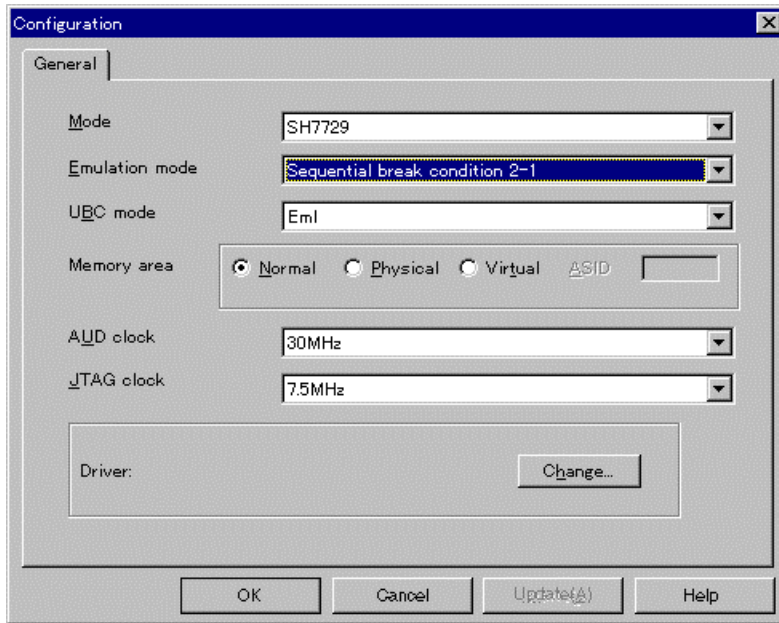 Configuration
General
Mode SH7729
Emulation mode Sequential break condition 2-1
UBC mode Eml
Memory area Normal Physical Virtual ASID
AUD clock 30MHz
JTAG clock 7.5MHz
Driver: Change...
OK Cancel Update(A) Help